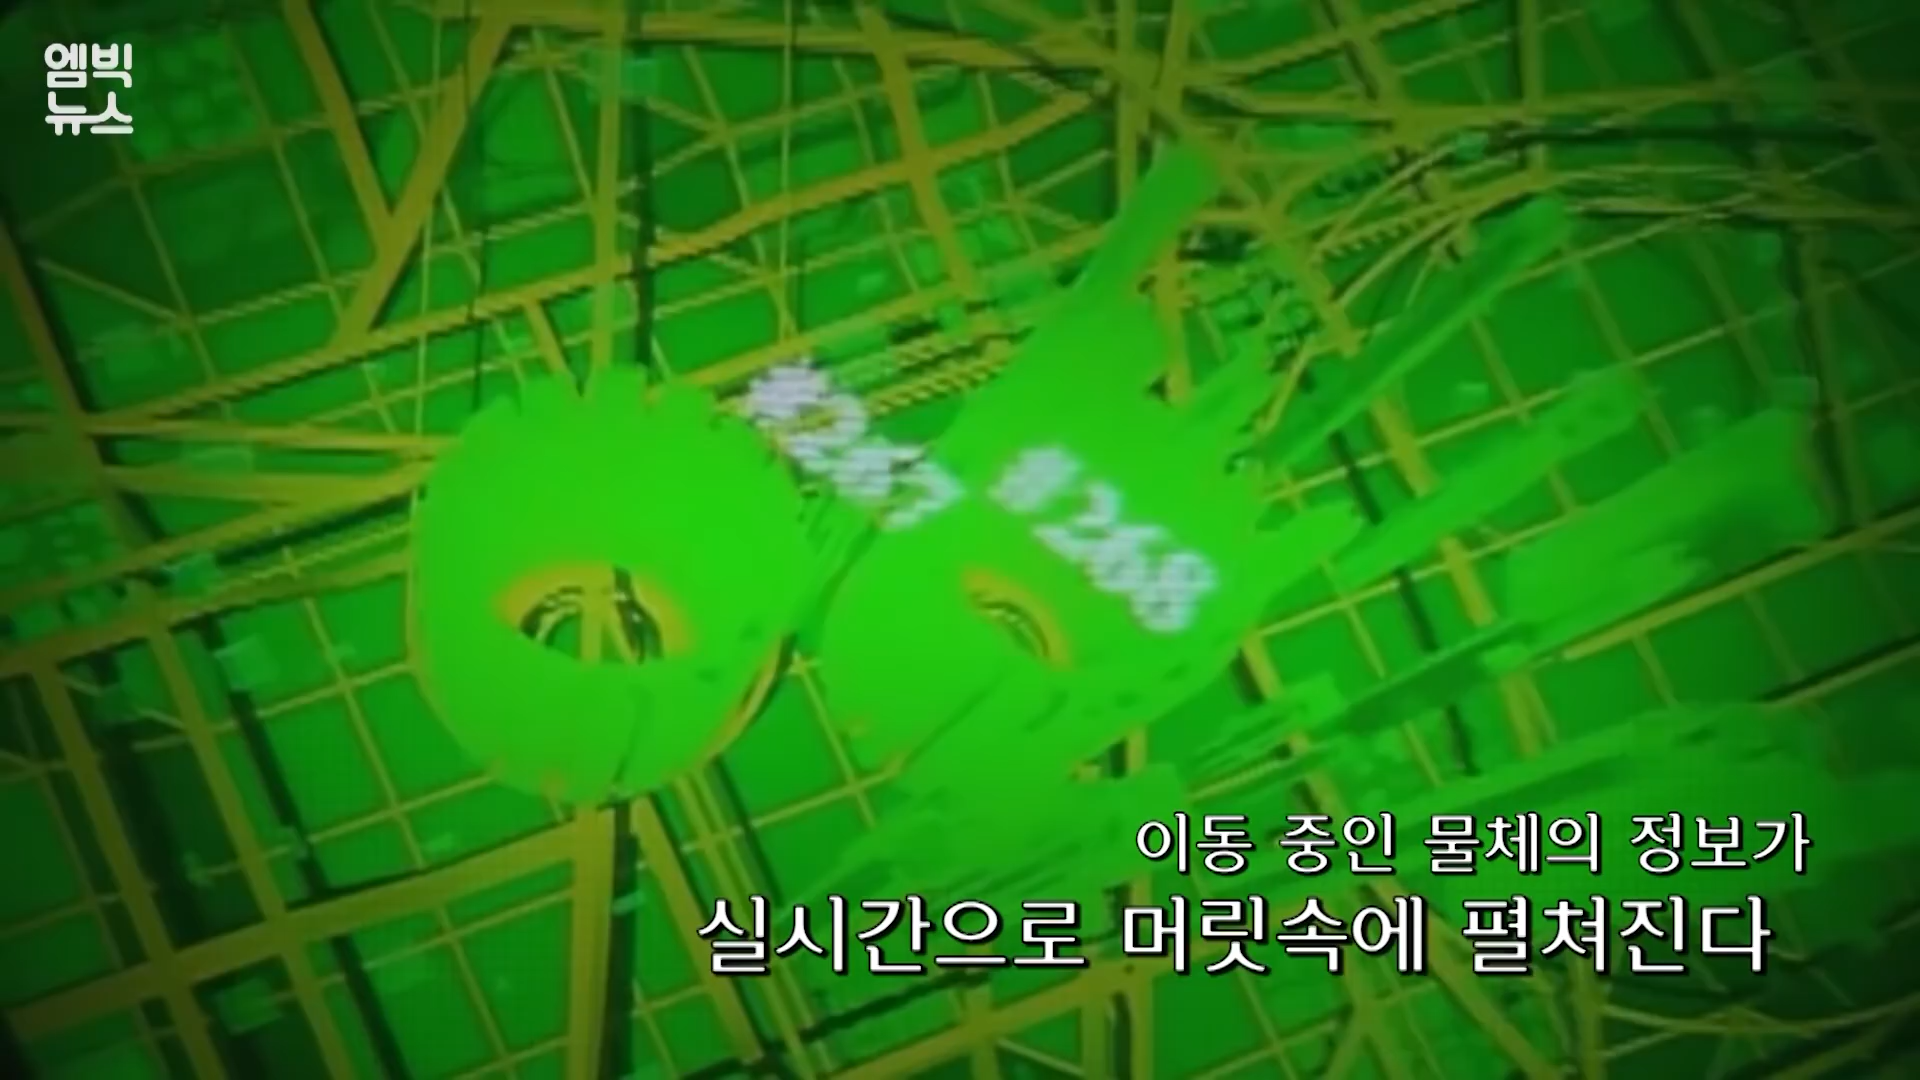 엠빅
뉴스
이동 중인 물체의 정보가
실시간으로 머릿속에 펼쳐진다